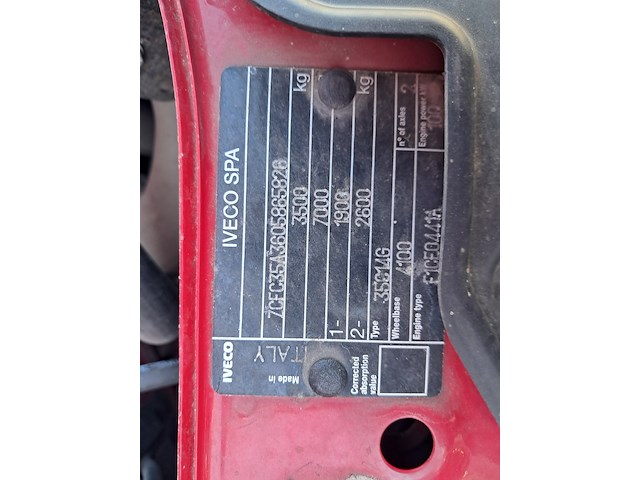 IVECO SPA
ZCFC35A3605865826
3500 kg
7000
1- 1900
2- 2600 kg
Type 35C14G
Wheelbase 4100 n° of axles
Engine type F1CE0441A Engine power kW 100
IVECO
Made in ITALY
Corrected
absorption
value